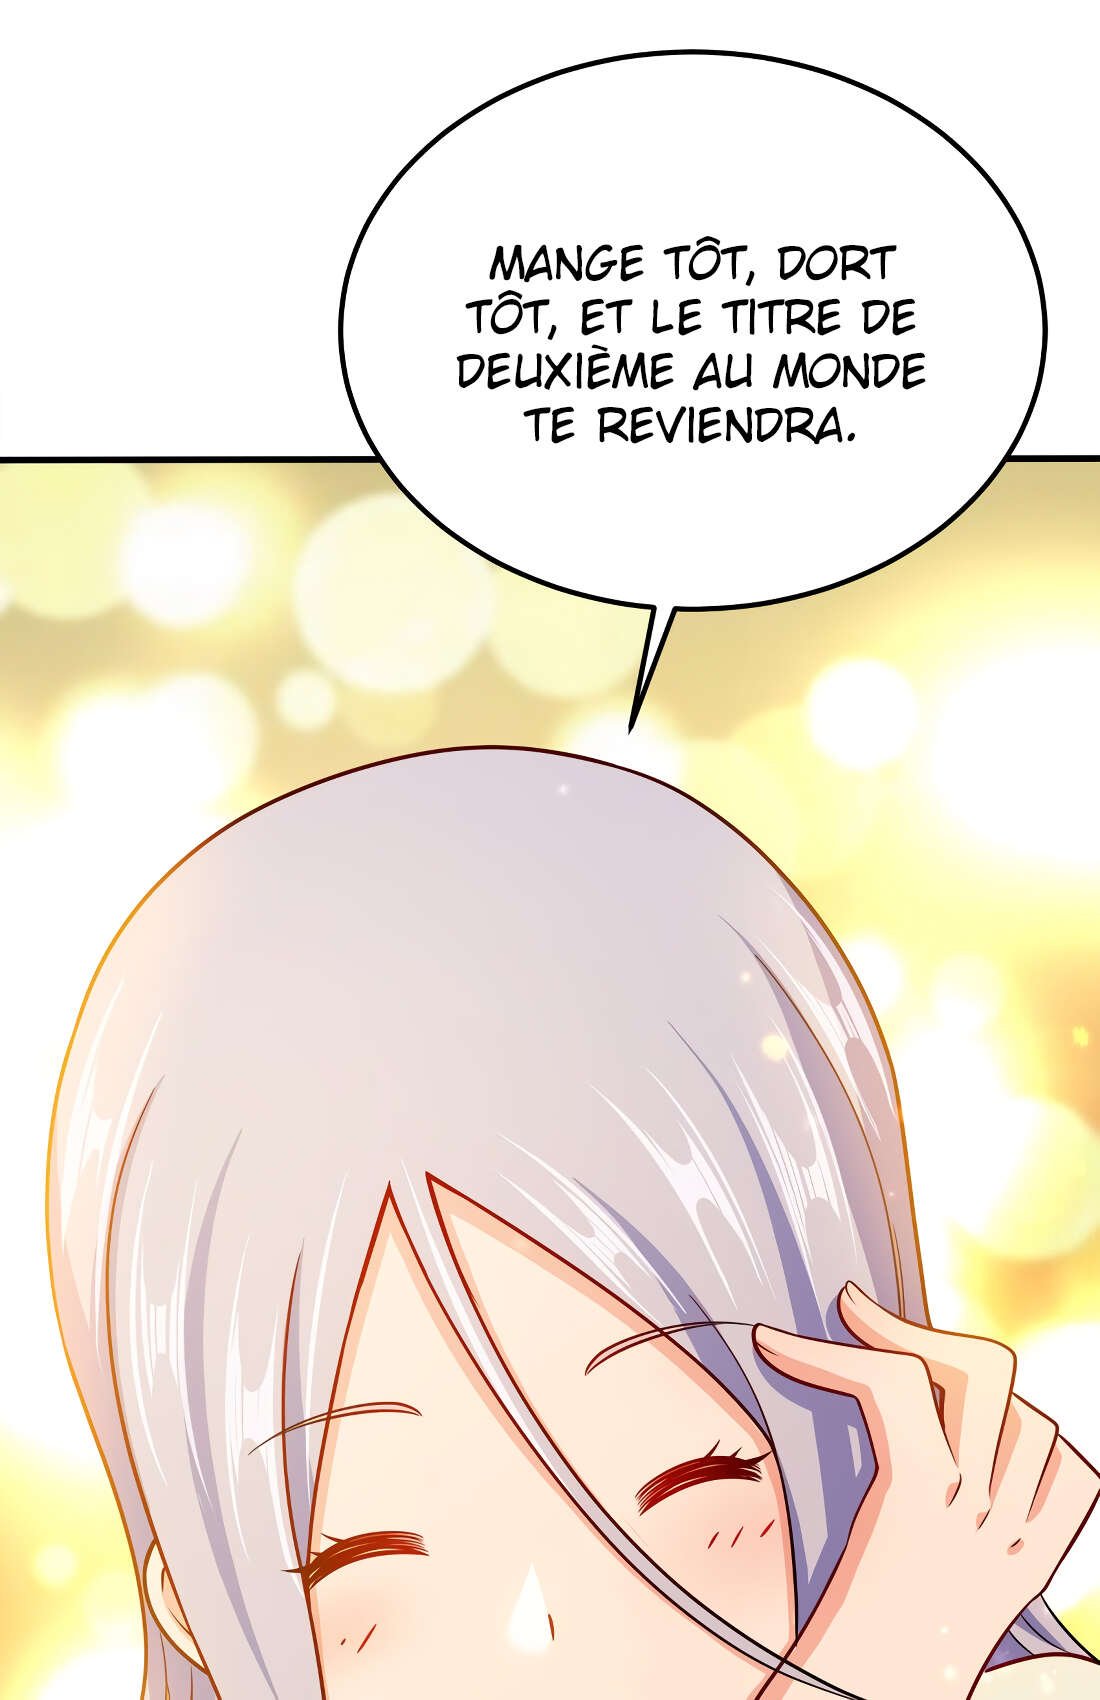 MANGE TÔT, DORT
TÔT, ET LE TITRE DE
DEUXIÈME AU MONDE
TE REVIENDRA.